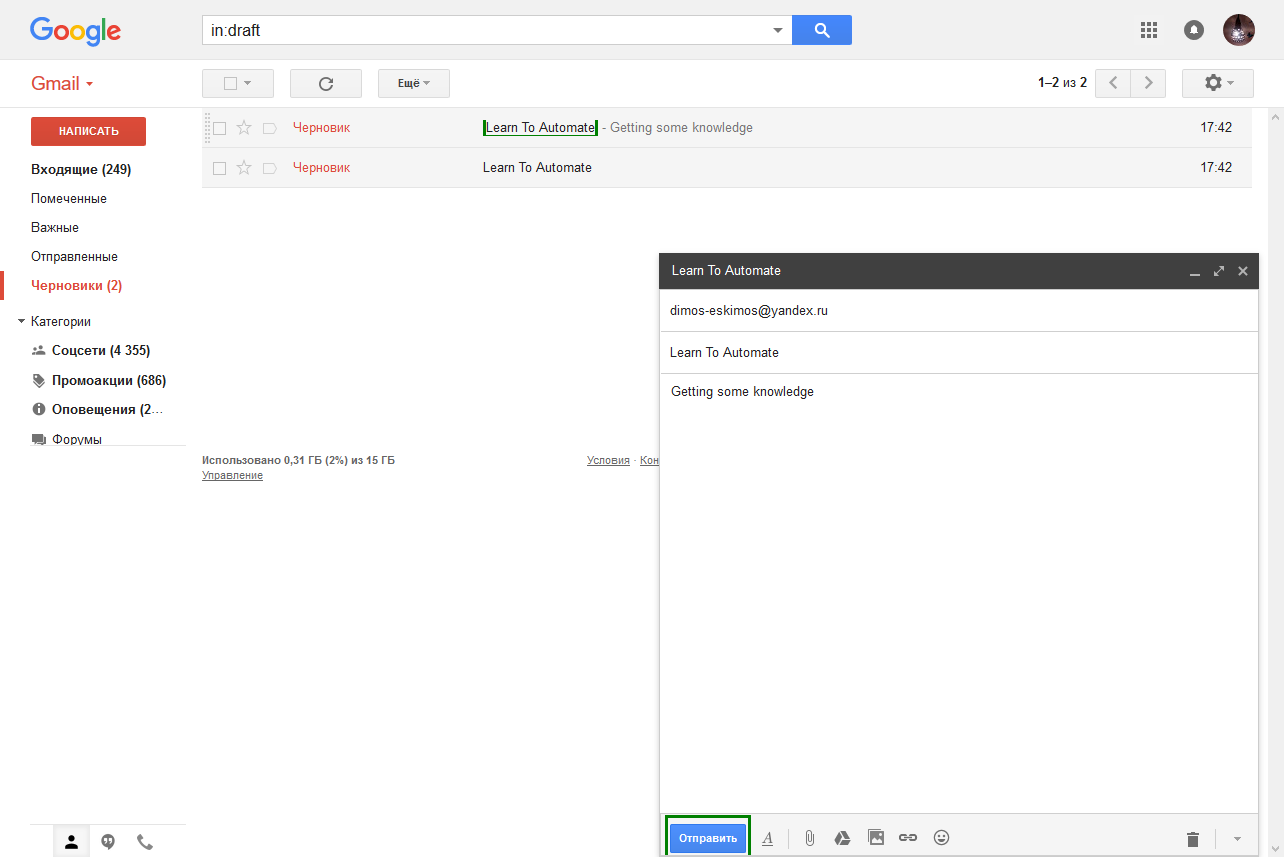 Google
in:draft
Gmail
Ещё
1–2 из 2
НАПИСАТЬ
Черновик Learn To Automate - Getting some knowledge 17:42
Черновик Learn To Automate 17:42
Входящие (249)
Помеченные
Важные
Отправленные
Черновики (2)
Категории
Соцсети (4 355)
Промоакции (686)
Оповещения (2…
Форумы
Использовано 0,31 ГБ (2%) из 15 ГБ
Управление
Условия · Кон
Learn To Automate
dimos-eskimos@yandex.ru
Learn To Automate
Getting some knowledge
Отправить